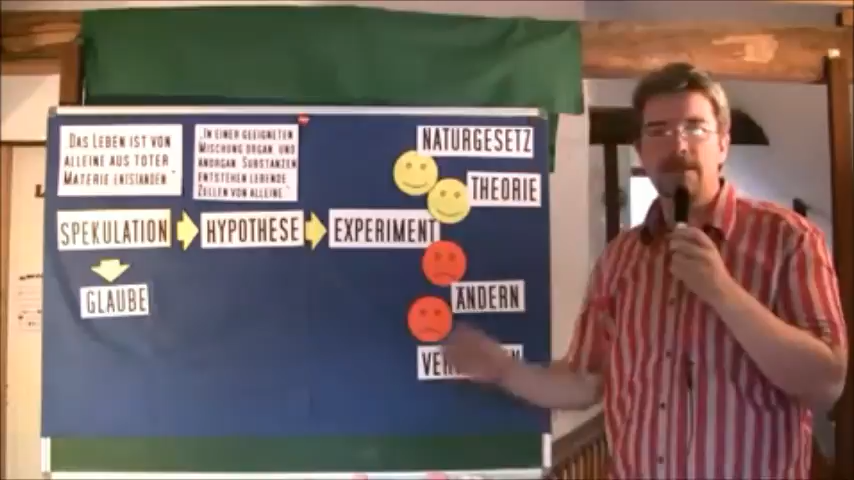 DAS LEBEN IST VON
ALLEINE AUS TOTER
MATERIE ENTSTANDEN
„IN EINER GEEIGNETEN
MISCHUNG ORGAN. UND
ANORGAN. SUBSTANZEN
ENTSTEHEN LEBENDE
ZELLEN VON ALLEINE."
NATURGESETZ
THEORIE
SPEKULATION
HYPOTHESE
EXPERIMENT
GLAUBE
ÄNDERN